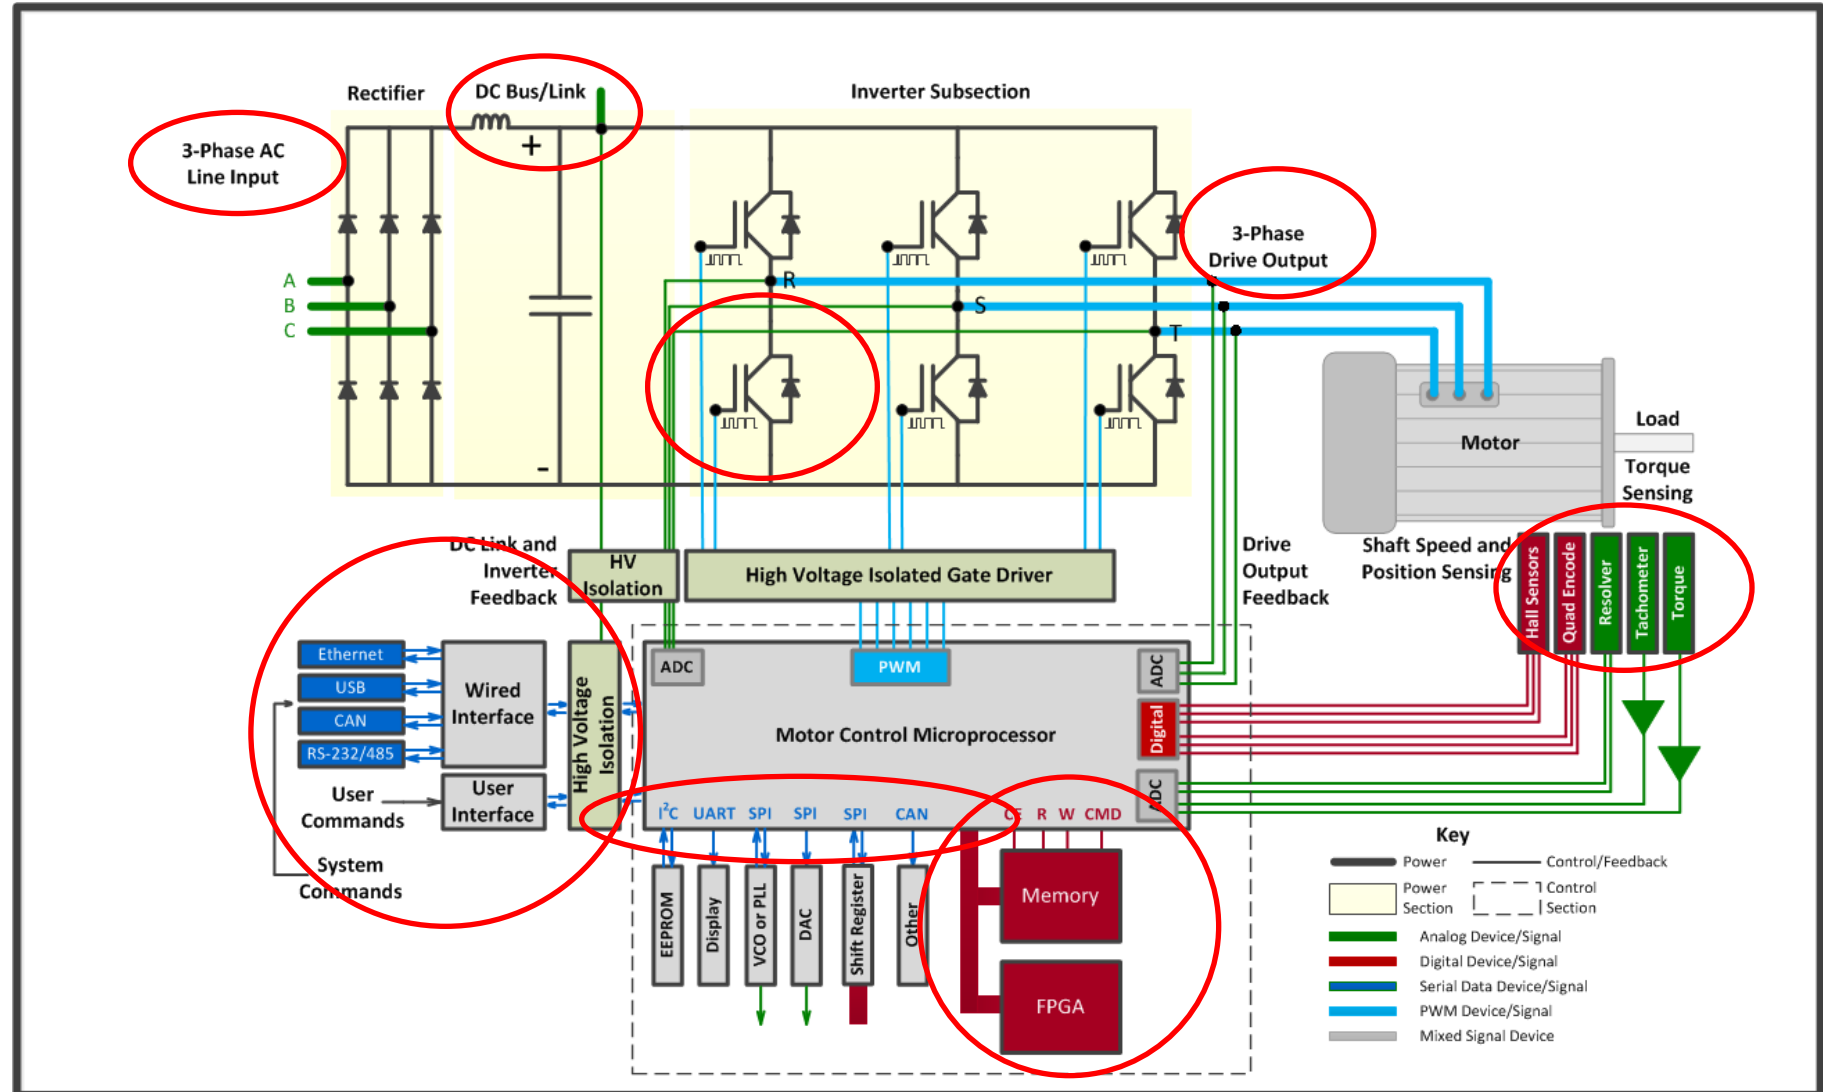 Rectifier
DC Bus/Link
Inverter Subsection
3-Phase AC
Line Input
+
3-Phase
Drive Output
A
B
C
R
S
T
-
Motor
Load
Torque
Sensing
DC Link and
Inverter
Feedback
HV
Isolation
High Voltage Isolated Gate Driver
Drive
Output
Feedback
Shaft Speed and
Position Sensing
Hall Sensors
Quad Encode
Resolver
Tachometer
Torque
Ethernet
USB
CAN
RS-232/485
Wired
Interface
User
Interface
User
Commands
System
Commands
High Voltage
Isolation
ADC
PWM
ADC
Digital
ADC
Motor Control Microprocessor
I²C UART SPI SPI SPI CAN CE R W CMD
EEPROM
Display
VCO or PLL
DAC
Shift Register
Other
Memory
FPGA
Key
Power
Control/Feedback
Power
Section
Control
Section
Analog Device/Signal
Digital Device/Signal
Serial Data Device/Signal
PWM Device/Signal
Mixed Signal Device